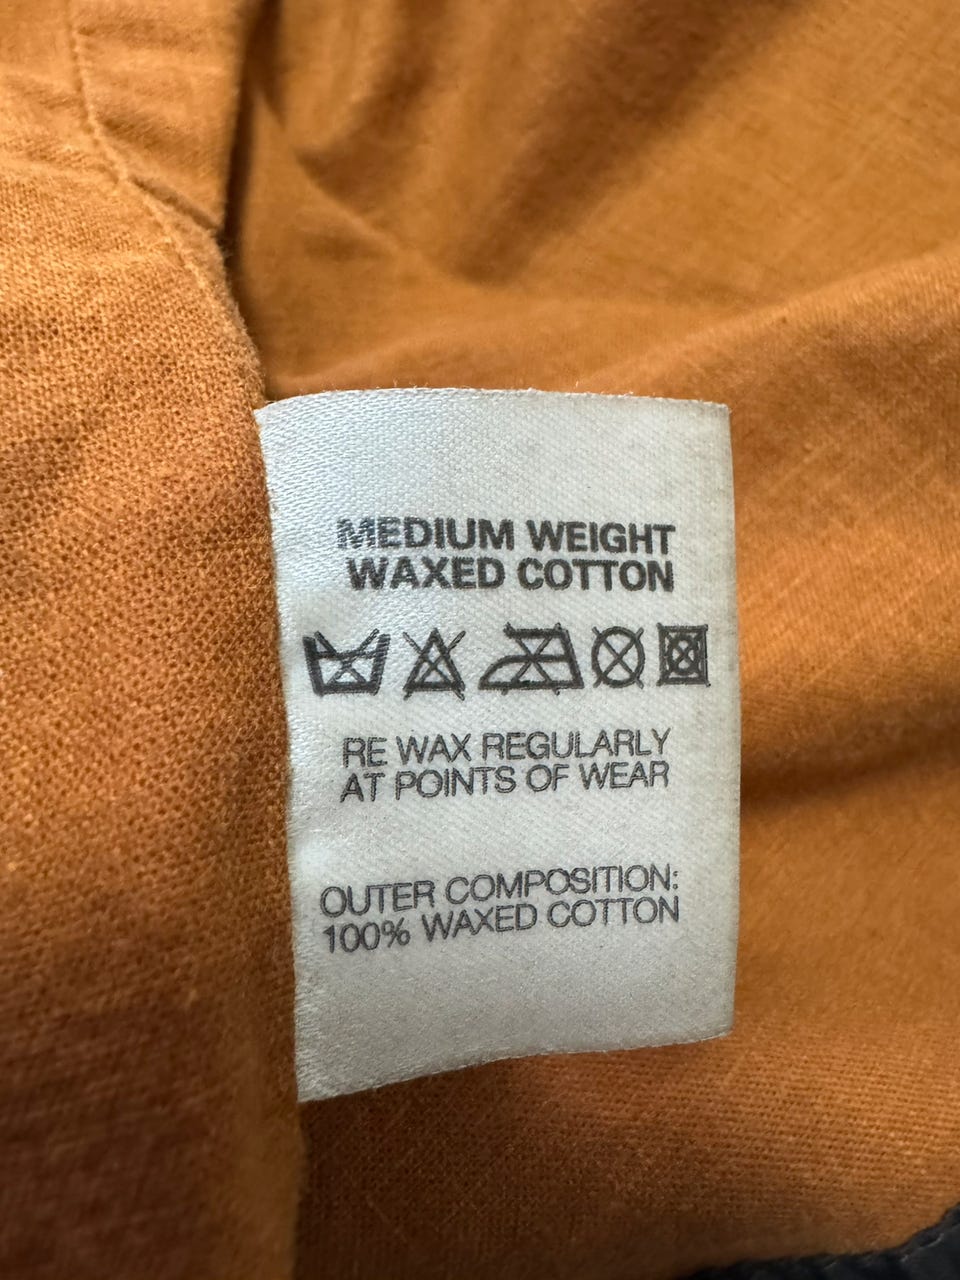 MEDIUM WEIGHT
WAXED COTTON
RE WAX REGULARLY
AT POINTS OF WEAR
OUTER COMPOSITION:
100% WAXED COTTON